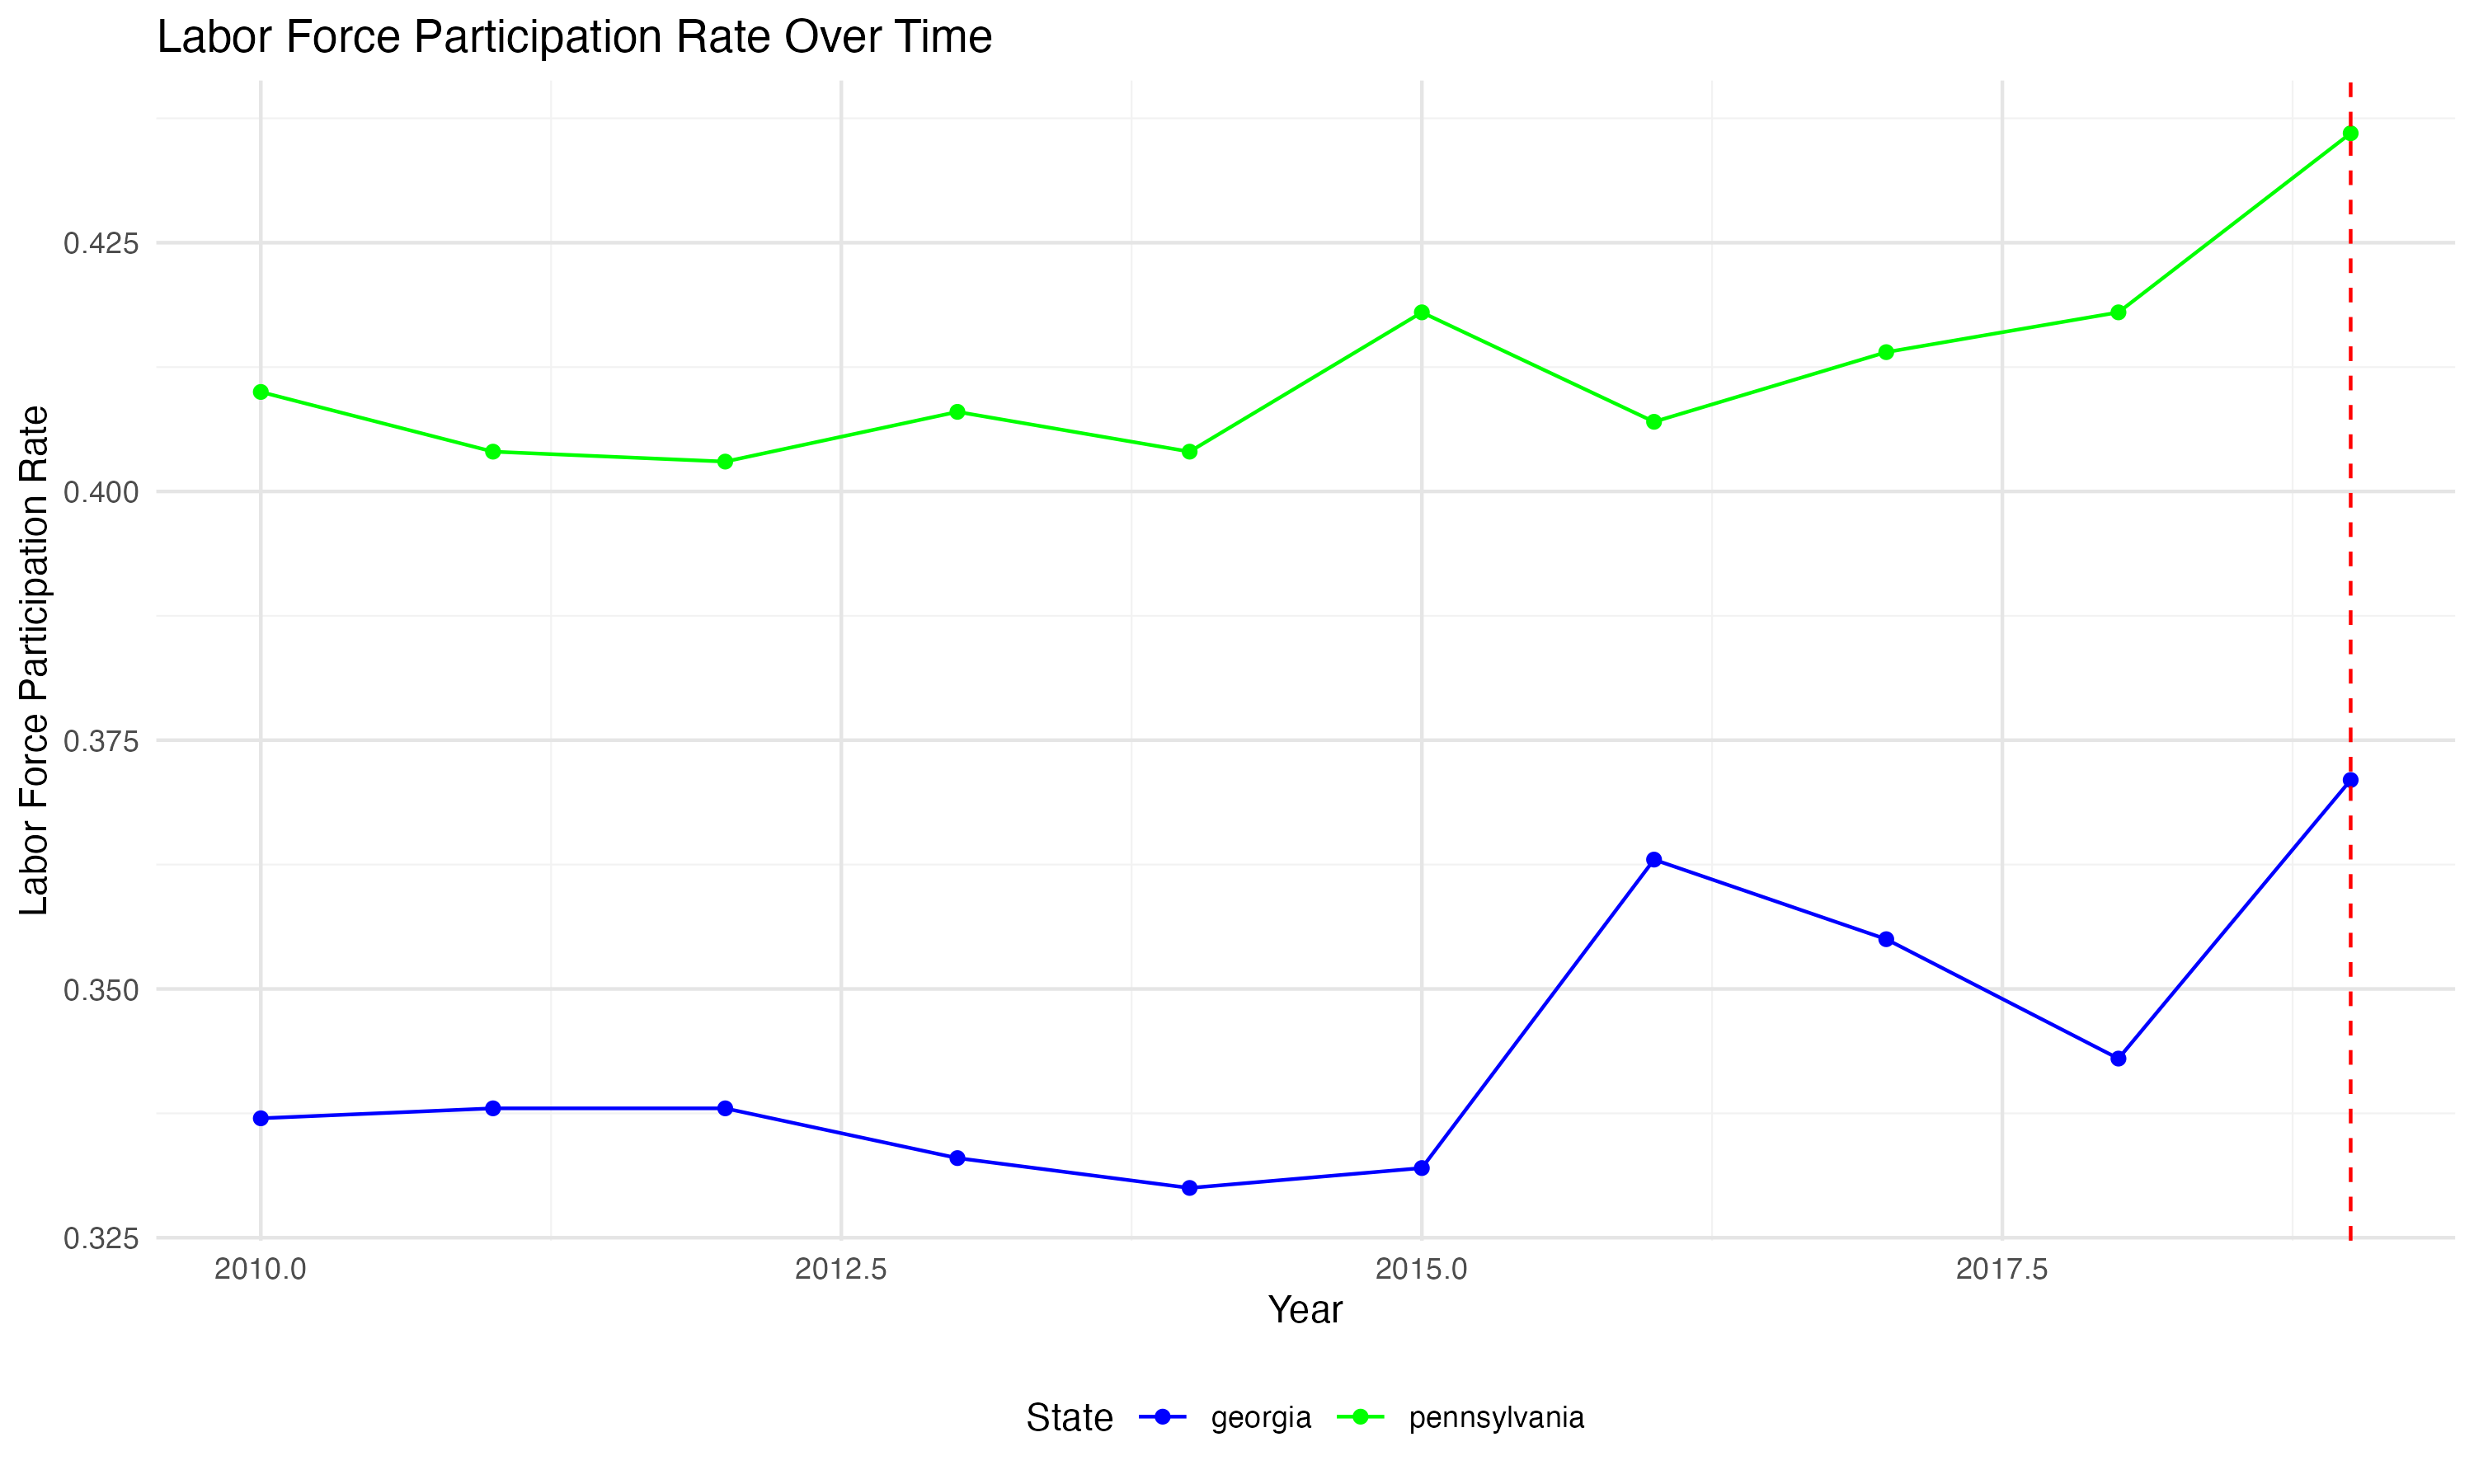 Labor Force Participation Rate Over Time
Labor Force Participation Rate
0.425
0.400
0.375
0.350
0.325
2010.0 2012.5 2015.0 2017.5
Year
State georgia pennsylvania